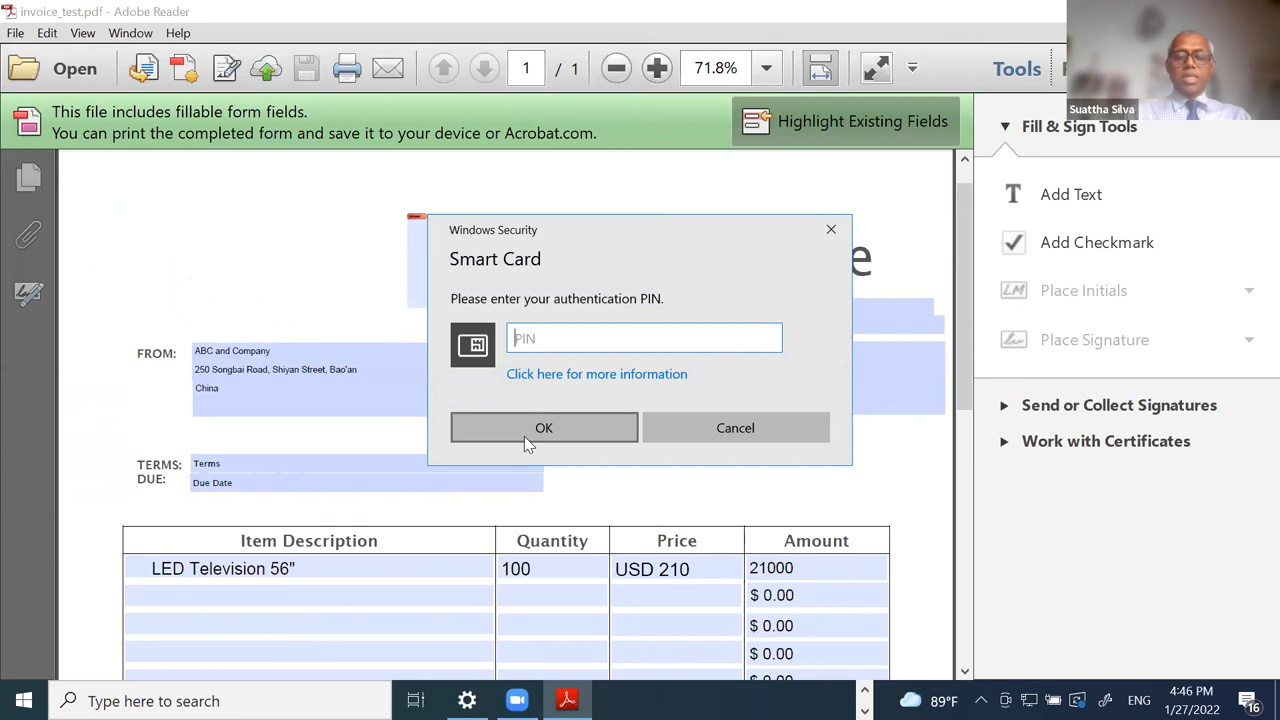 invoice_test.pdf - Adobe Reader
File Edit View Window Help
Open 1 / 1 71.8% Tools
Suattha Silva
This file includes fillable form fields.
You can print the completed form and save it to your device or Acrobat.com.
Highlight Existing Fields
Fill & Sign Tools
Add Text
Add Checkmark
Place Initials
Place Signature
Send or Collect Signatures
Work with Certificates
e
Windows Security
Smart Card
Please enter your authentication PIN.
PIN
Click here for more information
OK Cancel
FROM: ABC and Company
250 Songbai Road, Shiyan Street, Bao'an
China
TERMS: Terms
DUE: Due Date
Item Description Quantity Price Amount
LED Television 56" 100 USD 210 21000
$ 0.00
$ 0.00
$ 0.00
Type here to search
89°F
ENG
4:46 PM
1/27/2022
16